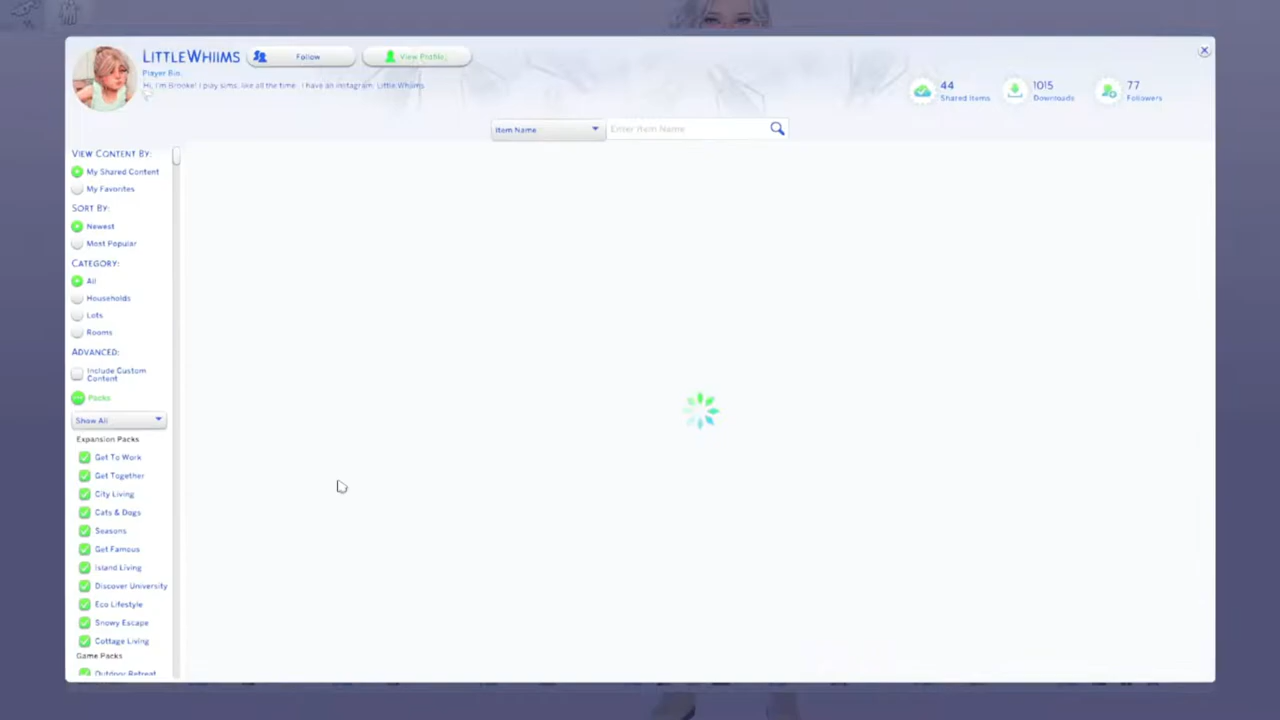 LITTLEWHIIMS
Follow
View Profile
Player Bio
Hi, I'm Brooke! I play sims, like all the time. I have an instagram: Little.Whiims
44
Shared Items
1015
Downloads
77
Followers
Item Name
Enter Item Name
VIEW CONTENT BY:
My Shared Content
My Favorites
SORT BY:
Newest
Most Popular
CATEGORY:
All
Households
Lots
Rooms
ADVANCED:
Include Custom
Content
Packs
Show All
Expansion Packs
Get To Work
Get Together
City Living
Cats & Dogs
Seasons
Get Famous
Island Living
Discover University
Eco Lifestyle
Snowy Escape
Cottage Living
Game Packs
Outdoor Retreat